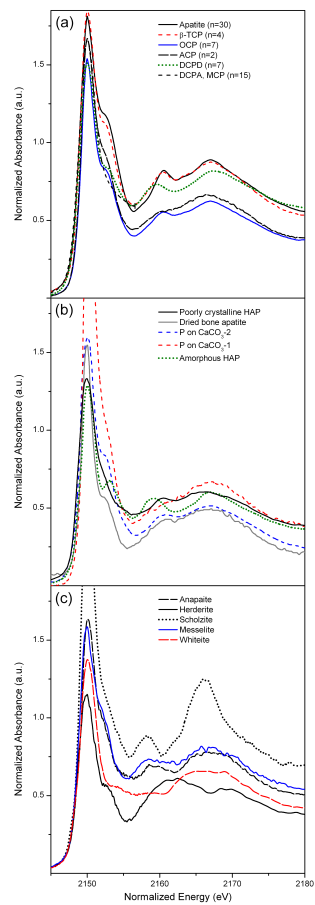 (a)
Apatite (n=30)
β-TCP (n=4)
OCP (n=7)
ACP (n=2)
DCPD (n=7)
DCPA, MCP (n=15)
1.5
1.0
0.5
Normalized Absorbance (a.u.)
(b)
Poorly crystalline HAP
Dried bone apatite
P on CaCO₃-2
P on CaCO₃-1
Amorphous HAP
1.5
1.0
0.5
Normalized Absorbance (a.u.)
(c)
Anapaite
Herderite
Scholzite
Messelite
Whiteite
1.5
1.0
0.5
Normalized Absorbance (a.u.)
2150 2160 2170 2180
Normalized Energy (eV)